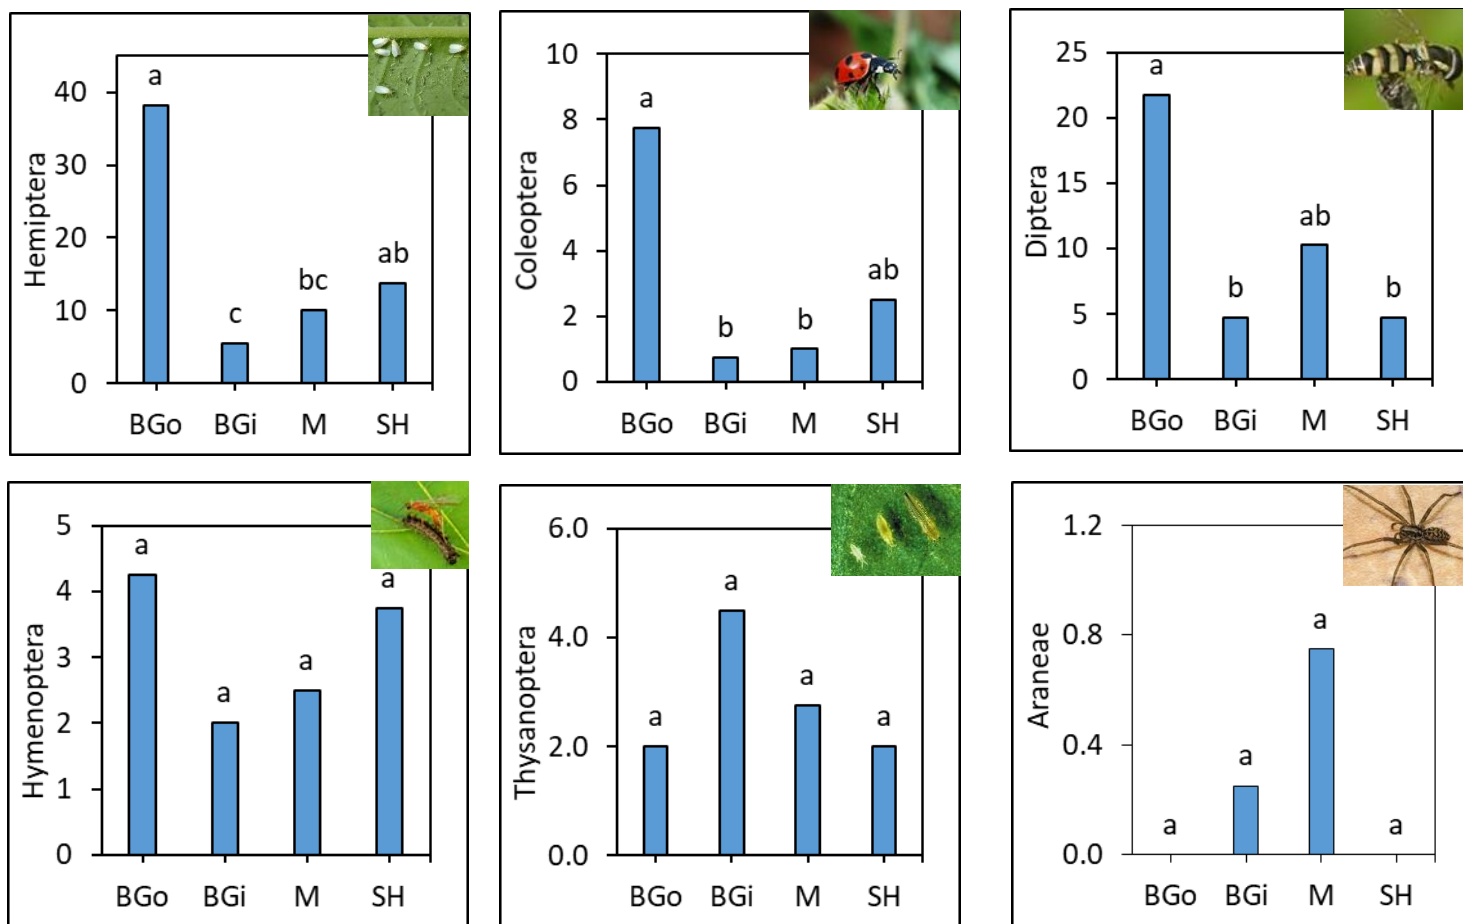 Hemiptera
40
30
20
10
0
a
c
bc
ab
BGo BGi M SH
Coleoptera
10
8
6
4
2
0
a
b
b
ab
BGo BGi M SH
Diptera
25
20
15
10
5
0
a
b
ab
b
BGo BGi M SH
Hymenoptera
5
4
3
2
1
0
a
a
a
a
BGo BGi M SH
Thysanoptera
6.0
4.0
2.0
0.0
a
a
a
a
BGo BGi M SH
Araneae
1.2
0.8
0.4
0.0
a
a
a
a
BGo BGi M SH